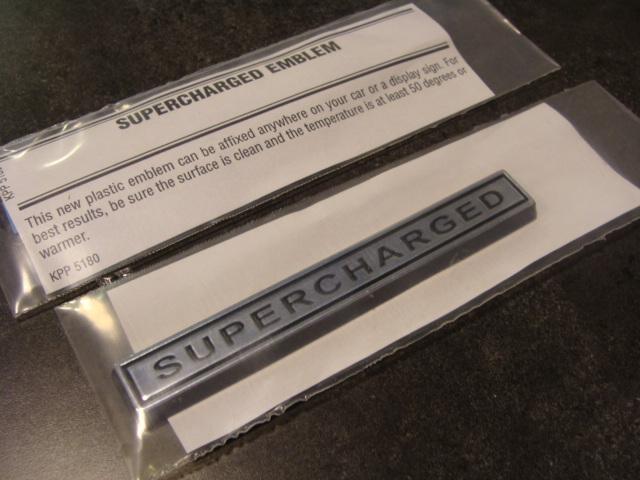 SUPERCHARGED EMBLEM
This new plastic emblem can be affixed anywhere on your car or a display sign. For
best results, be sure the surface is clean and the temperature is at least 50 degrees or
warmer.
KPP 5180
SUPERCHARGED